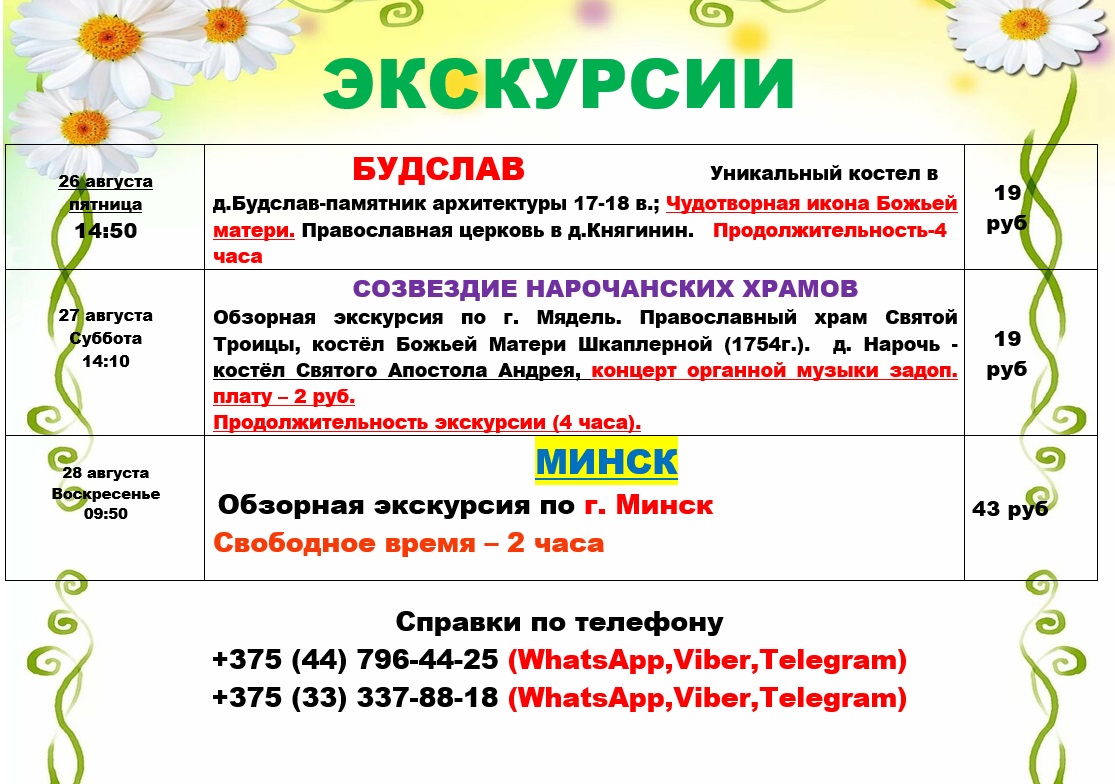 ЭКСКУРСИИ
26 августа
пятница
14:50
БУДСЛАВ Уникальный костел в
д.Будслав-памятник архитектуры 17-18 в.; Чудотворная икона Божьей
матери. Православная церковь в д.Княгинин. Продолжительность-4
часа
19
руб
27 августа
Суббота
14:10
СОЗВЕЗДИЕ НАРОЧАНСКИХ ХРАМОВ
Обзорная экскурсия по г. Мядель. Православный храм Святой
Троицы, костёл Божьей Матери Шкаплерной (1754г.). д. Нарочь -
костёл Святого Апостола Андрея, концерт органной музыки задоп.
плату – 2 руб.
Продолжительность экскурсии (4 часа).
19
руб
28 августа
Воскресенье
09:50
МИНСК
Обзорная экскурсия по г. Минск
Свободное время – 2 часа
43 руб
Справки по телефону
+375 (44) 796-44-25 (WhatsApp,Viber,Telegram)
+375 (33) 337-88-18 (WhatsApp,Viber,Telegram)